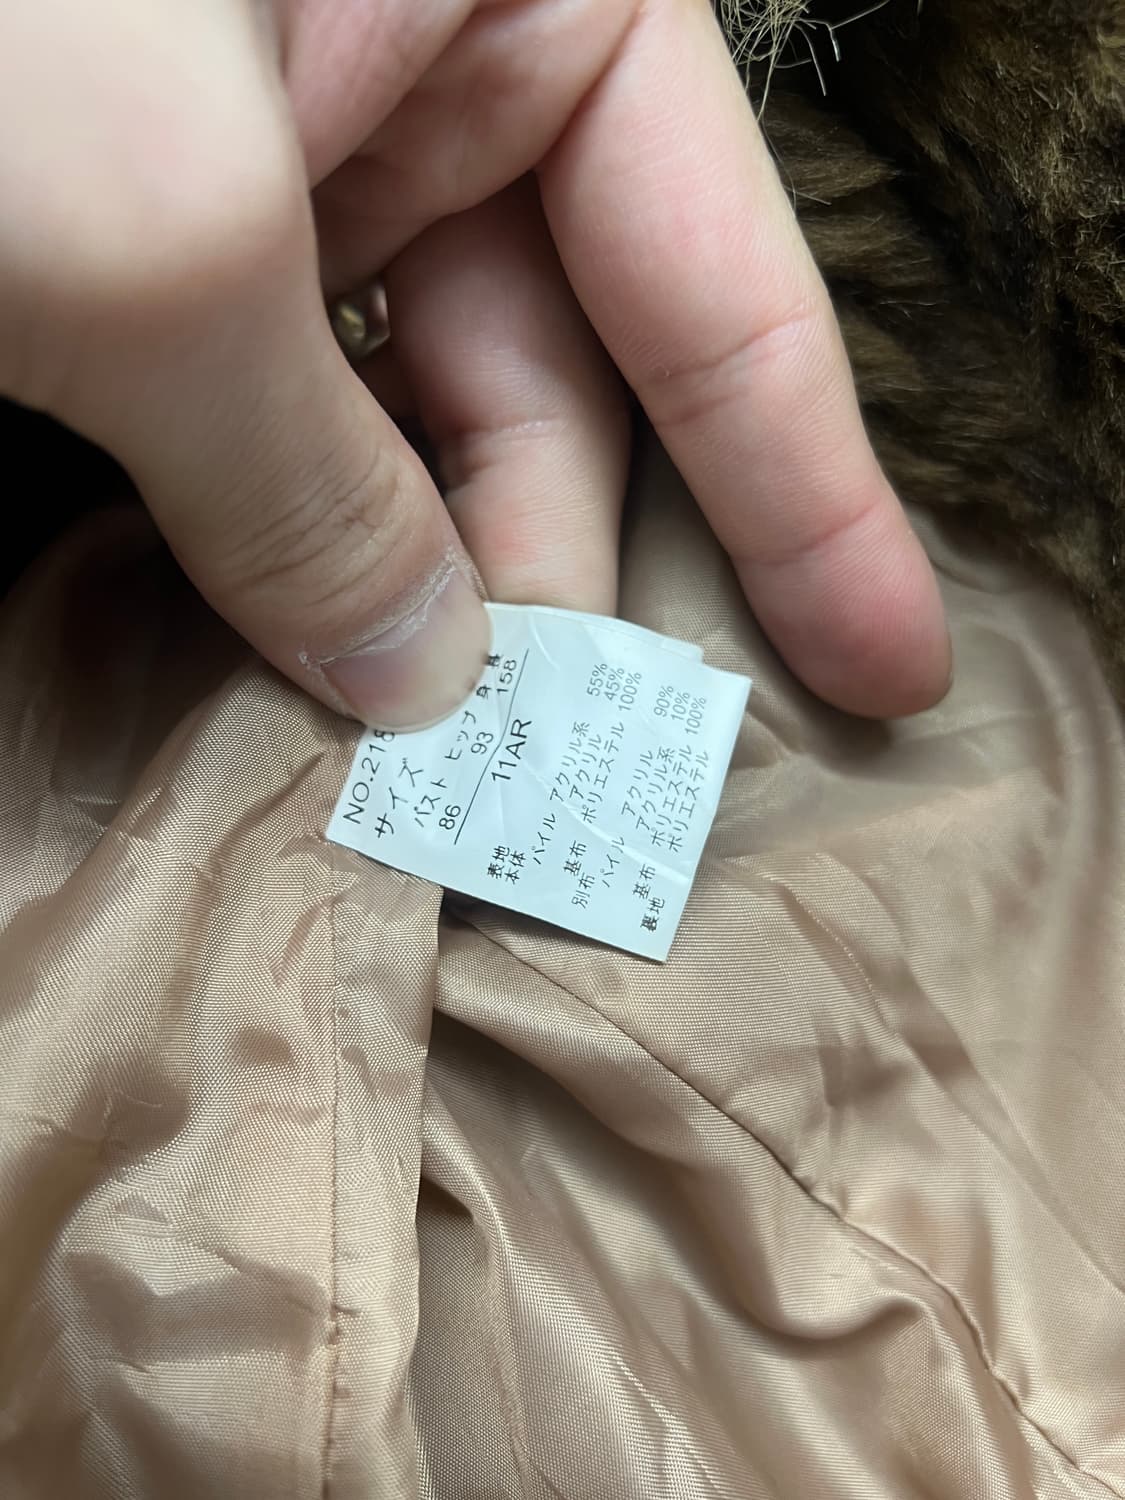 NO.218
サイズ
バスト ヒップ 身長
86 93 158
11AR
表地
本体
パイル アクリル系 55%
アクリル 45%
基布 ポリエステル 100%
別布
パイル アクリル 90%
アクリル系 10%
基布 ポリエステル 100%
裏地 ポリエステル 100%